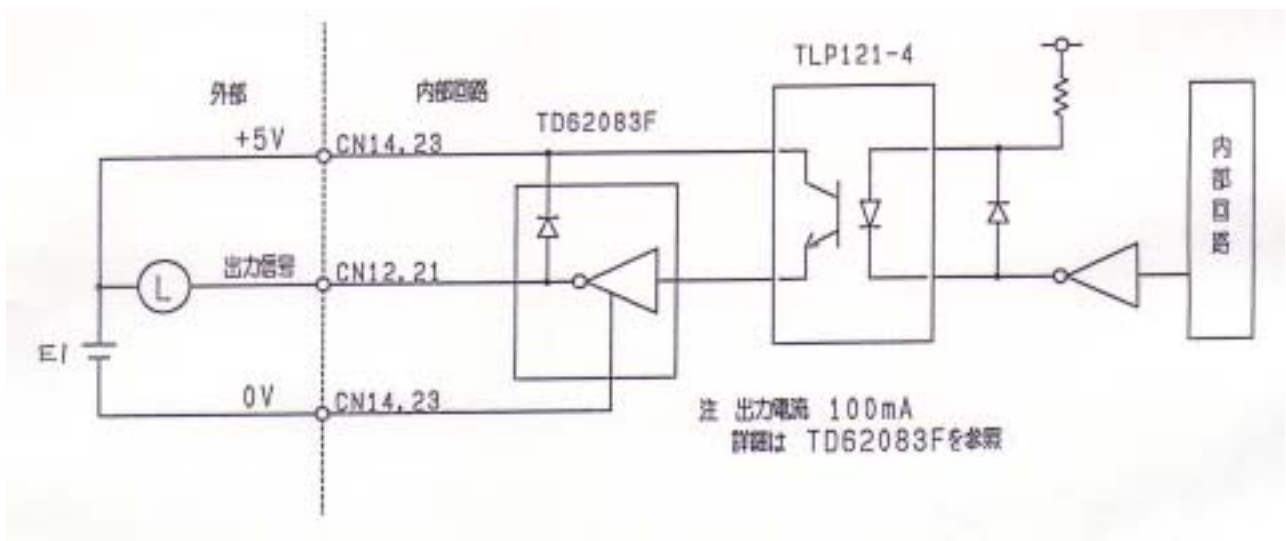 TLP121-4
外部
内部回路
TD62083F
+5V
CN14,23
内部回路
出力信号
CN12,21
L
E1
0V
CN14,23
注 出力電流 100mA
詳細は TD62083Fを参照